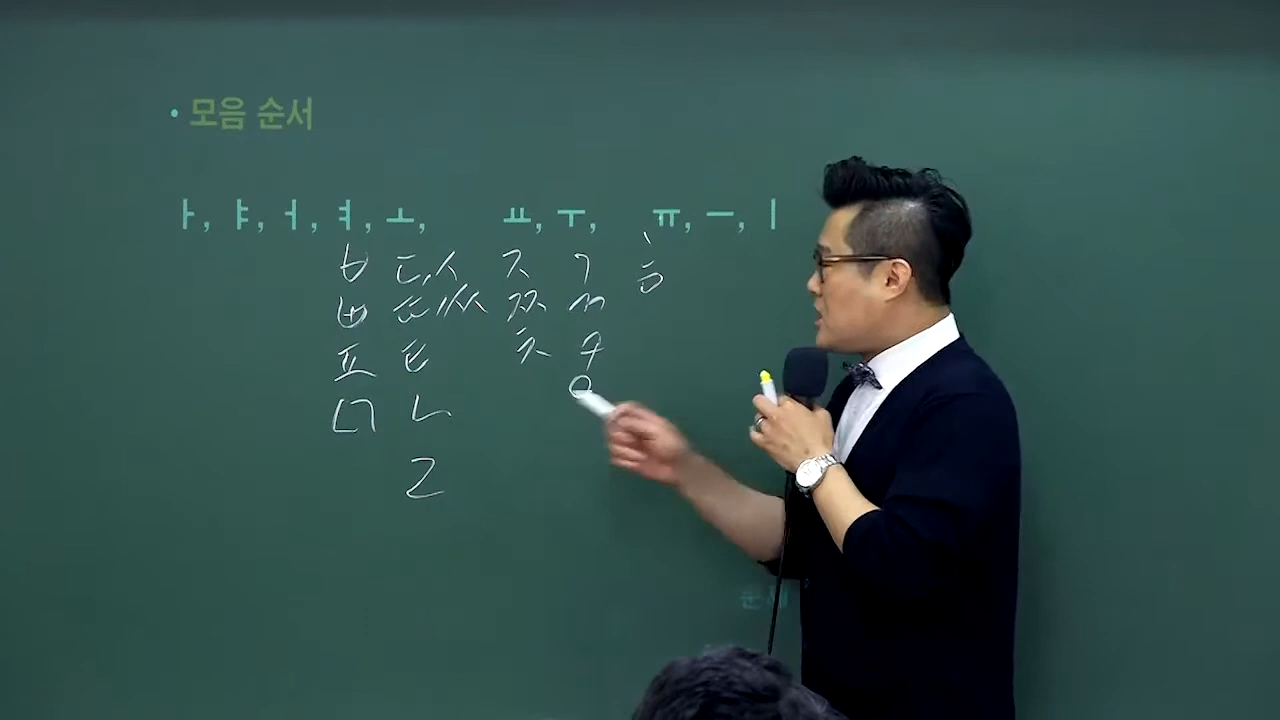 • 모음 순서
ㅏ, ㅑ, ㅓ, ㅕ, ㅗ, ㅛ, ㅜ, ㅠ, ㅡ, ㅣ
ㅂ ㄷ,ㅅ ㅈ ㄱ ㅎ
ㅃ ㄸ ㅆ ㅉ ㄲ
ㅍ ㅌ ㅊ ㅋ
ㅁ ㄴ ㅇ
ㄹ